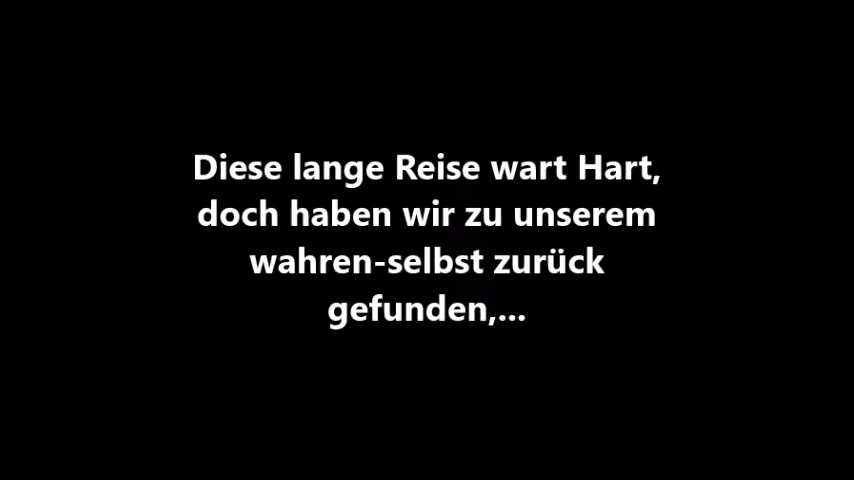 Diese lange Reise wart Hart,
doch haben wir zu unserem
wahren-selbst zurück
gefunden,...